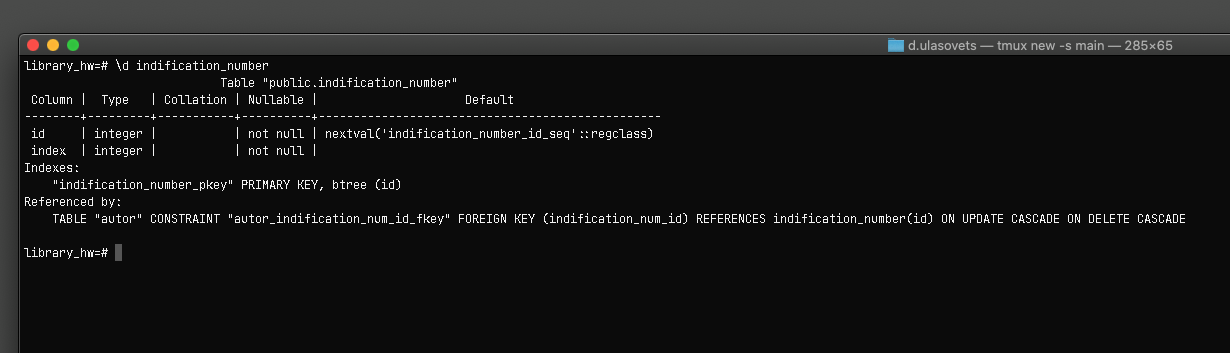 d.ulasovets — tmux new -s main — 285×65
library_hw=# \d indification_number
                            Table "public.indification_number"
 Column |  Type   | Collation | Nullable |                     Default
--------+---------+-----------+----------+-------------------------------------------------
 id     | integer |           | not null | nextval('indification_number_id_seq'::regclass)
 index  | integer |           | not null |
Indexes:
    "indification_number_pkey" PRIMARY KEY, btree (id)
Referenced by:
    TABLE "autor" CONSTRAINT "autor_indification_num_id_fkey" FOREIGN KEY (indification_num_id) REFERENCES indification_number(id) ON UPDATE CASCADE ON DELETE CASCADE
library_hw=#